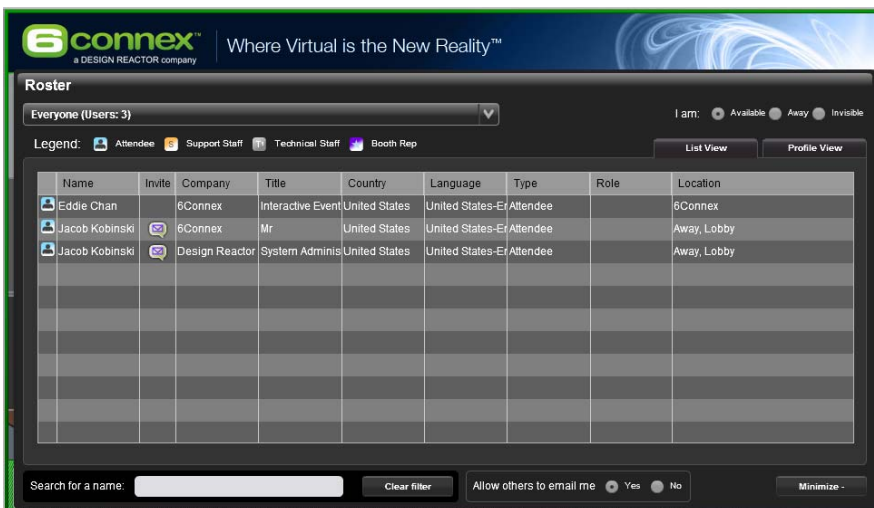 6connex™ Where Virtual is the New Reality™
a DESIGN REACTOR company
Roster
Everyone (Users: 3) I am: Available Away Invisible
Legend: Attendee S Support Staff Technical Staff Booth Rep List View Profile View
Name Invite Company Title Country Language Type Role Location
Eddie Chan 6Connex Interactive Event United States United States-En Attendee 6Connex
Jacob Kobinski 6Connex Mr United States United States-En Attendee Away, Lobby
Jacob Kobinski Design Reactor System Adminis United States United States-En Attendee Away, Lobby
Search for a name: Clear filter Allow others to email me Yes No Minimize -